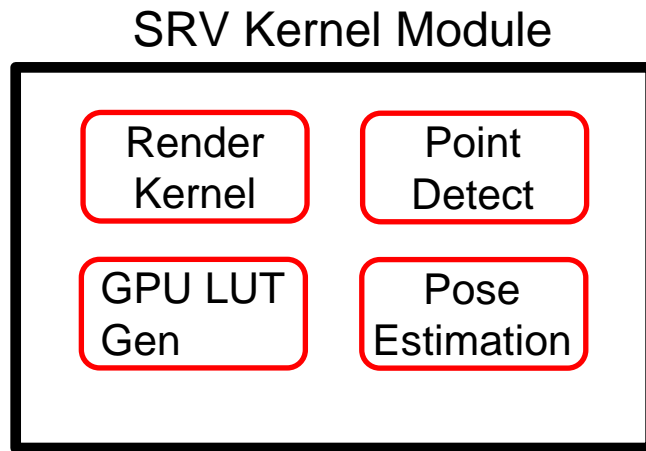 SRV Kernel Module
Render
Kernel
Point
Detect
GPU LUT
Gen
Pose
Estimation